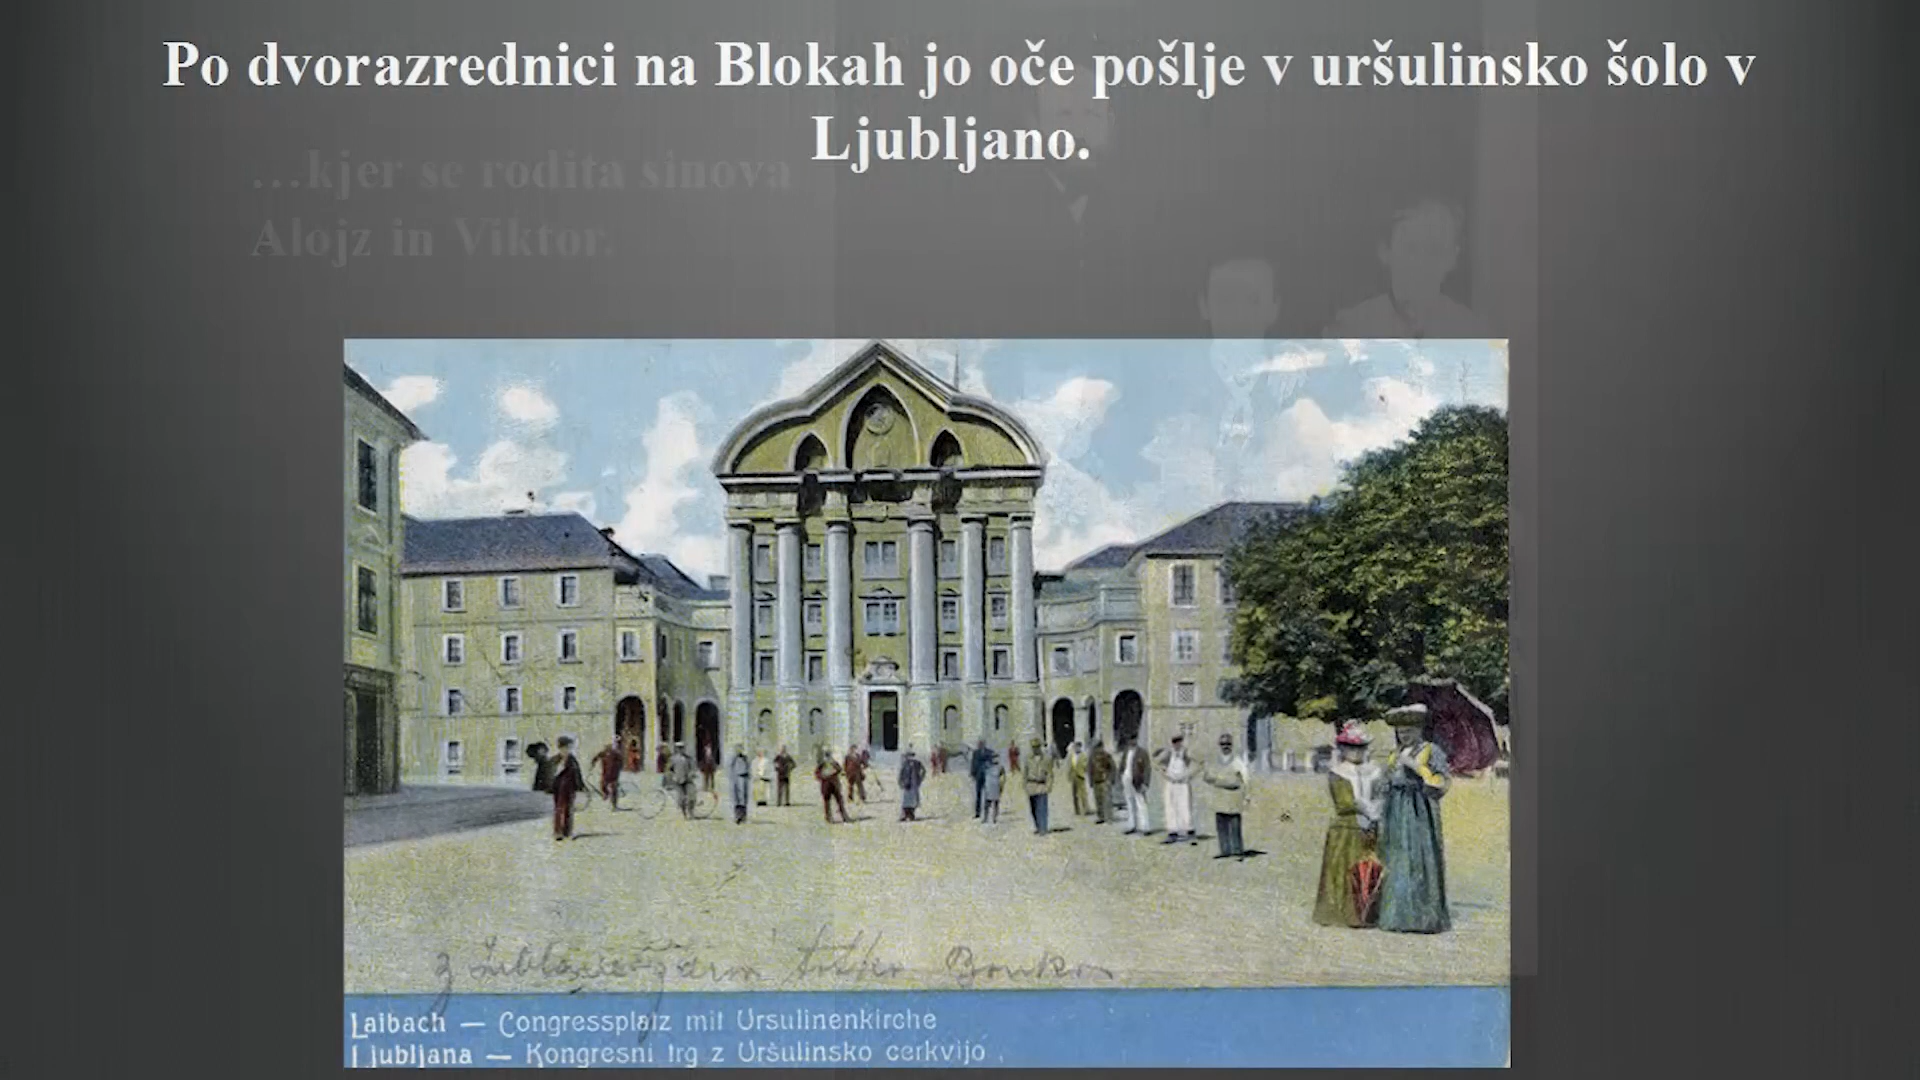 Po dvorazrednici na Blokah jo oče pošlje v uršulinsko šolo v
Ljubljano.
…kjer se rodita sinova
Alojz in Viktor.
Laibach — Congressplatz mit Ursulinenkirche
Ljubljana — Kongresni trg z Uršulinsko cerkvijo